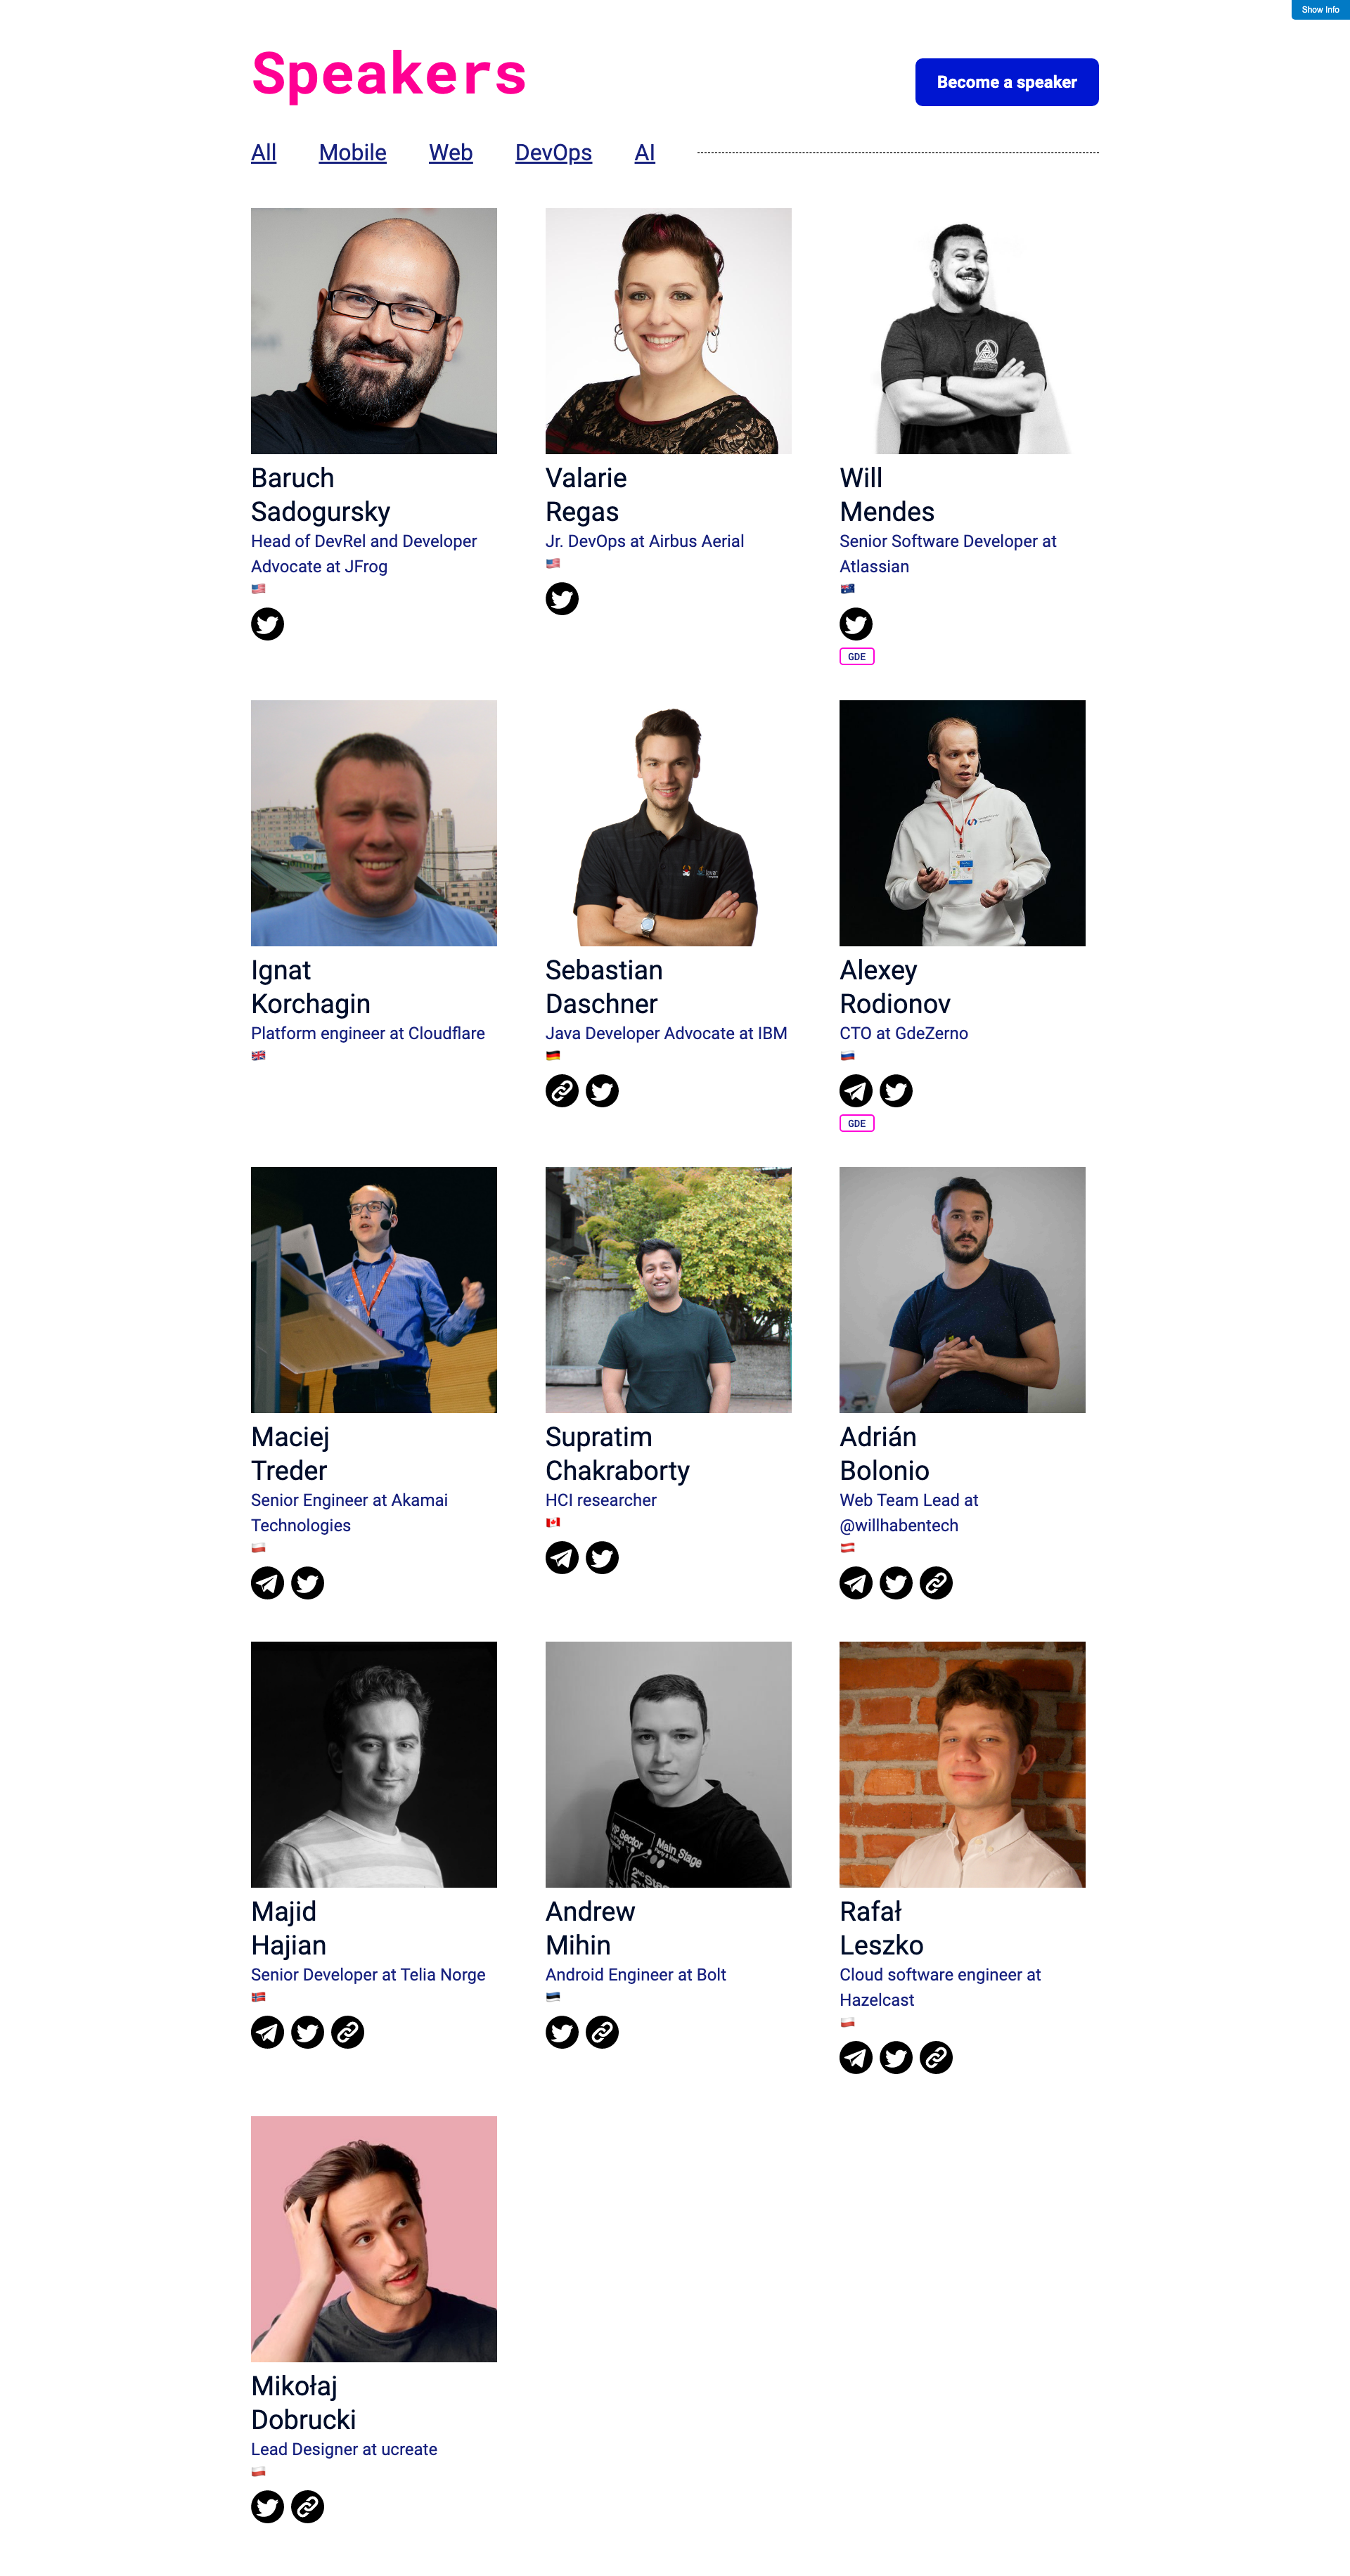 Show Info
Speakers
Become a speaker
All Mobile Web DevOps AI
Baruch
Sadogursky
Head of DevRel and Developer
Advocate at JFrog
Valarie
Regas
Jr. DevOps at Airbus Aerial
Will
Mendes
Senior Software Developer at
Atlassian
GDE
Ignat
Korchagin
Platform engineer at Cloudflare
Sebastian
Daschner
Java Developer Advocate at IBM
Alexey
Rodionov
CTO at GdeZerno
GDE
Maciej
Treder
Senior Engineer at Akamai
Technologies
Supratim
Chakraborty
HCI researcher
Adrián
Bolonio
Web Team Lead at
@willhabentech
Majid
Hajian
Senior Developer at Telia Norge
VIP Sector
Main Stage
Andrew
Mihin
Android Engineer at Bolt
Rafał
Leszko
Cloud software engineer at
Hazelcast
Mikołaj
Dobrucki
Lead Designer at ucreate